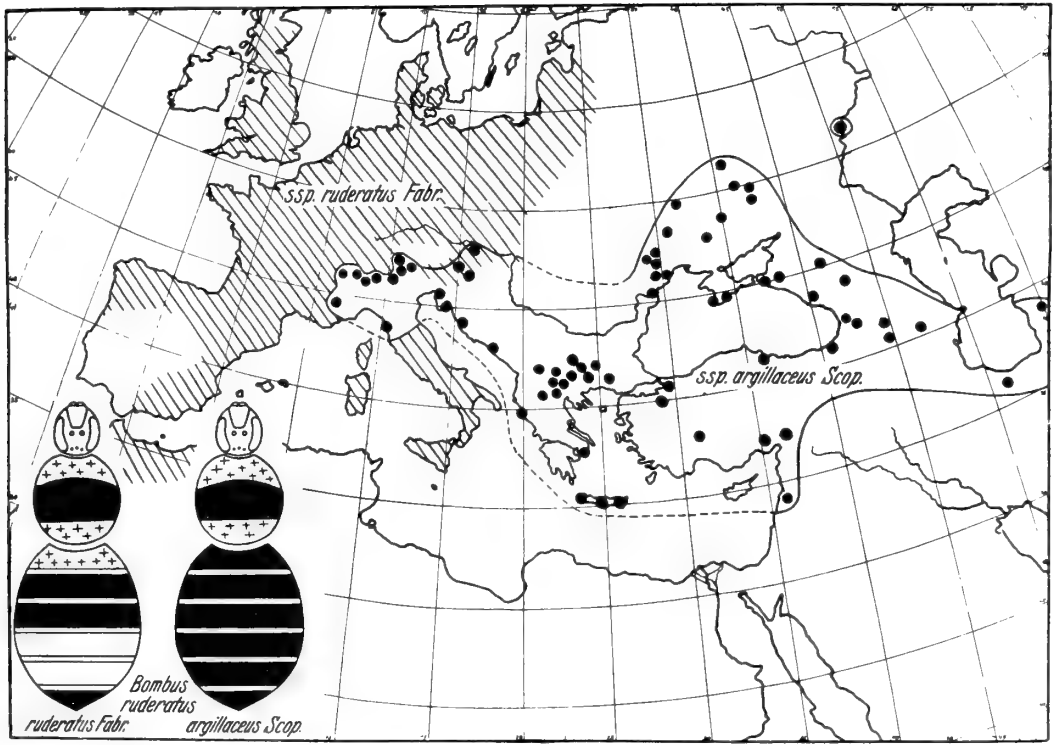 ssp. ruderatus Fabr.
ssp. argillaceus Scop.
Bombus
ruderatus
ruderatus Fabr.
argillaceus Scop.